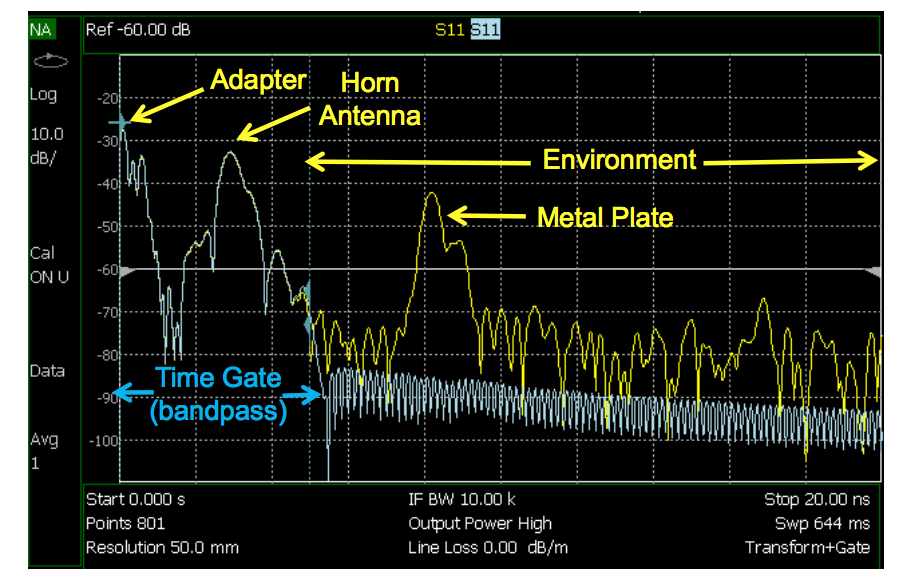 NA
Ref -60.00 dB
S11 S11
Log
10.0
dB/
Cal
ON U
Data
Avg
1
-20
-30
-40
-50
-60
-70
-80
-90
-100
Adapter
Horn
Antenna
Environment
Metal Plate
Time Gate
(bandpass)
Start 0.000 s
IF BW 10.00 k
Stop 20.00 ns
Points 801
Output Power High
Swp 644 ms
Resolution 50.0 mm
Line Loss 0.00 dB/m
Transform+Gate